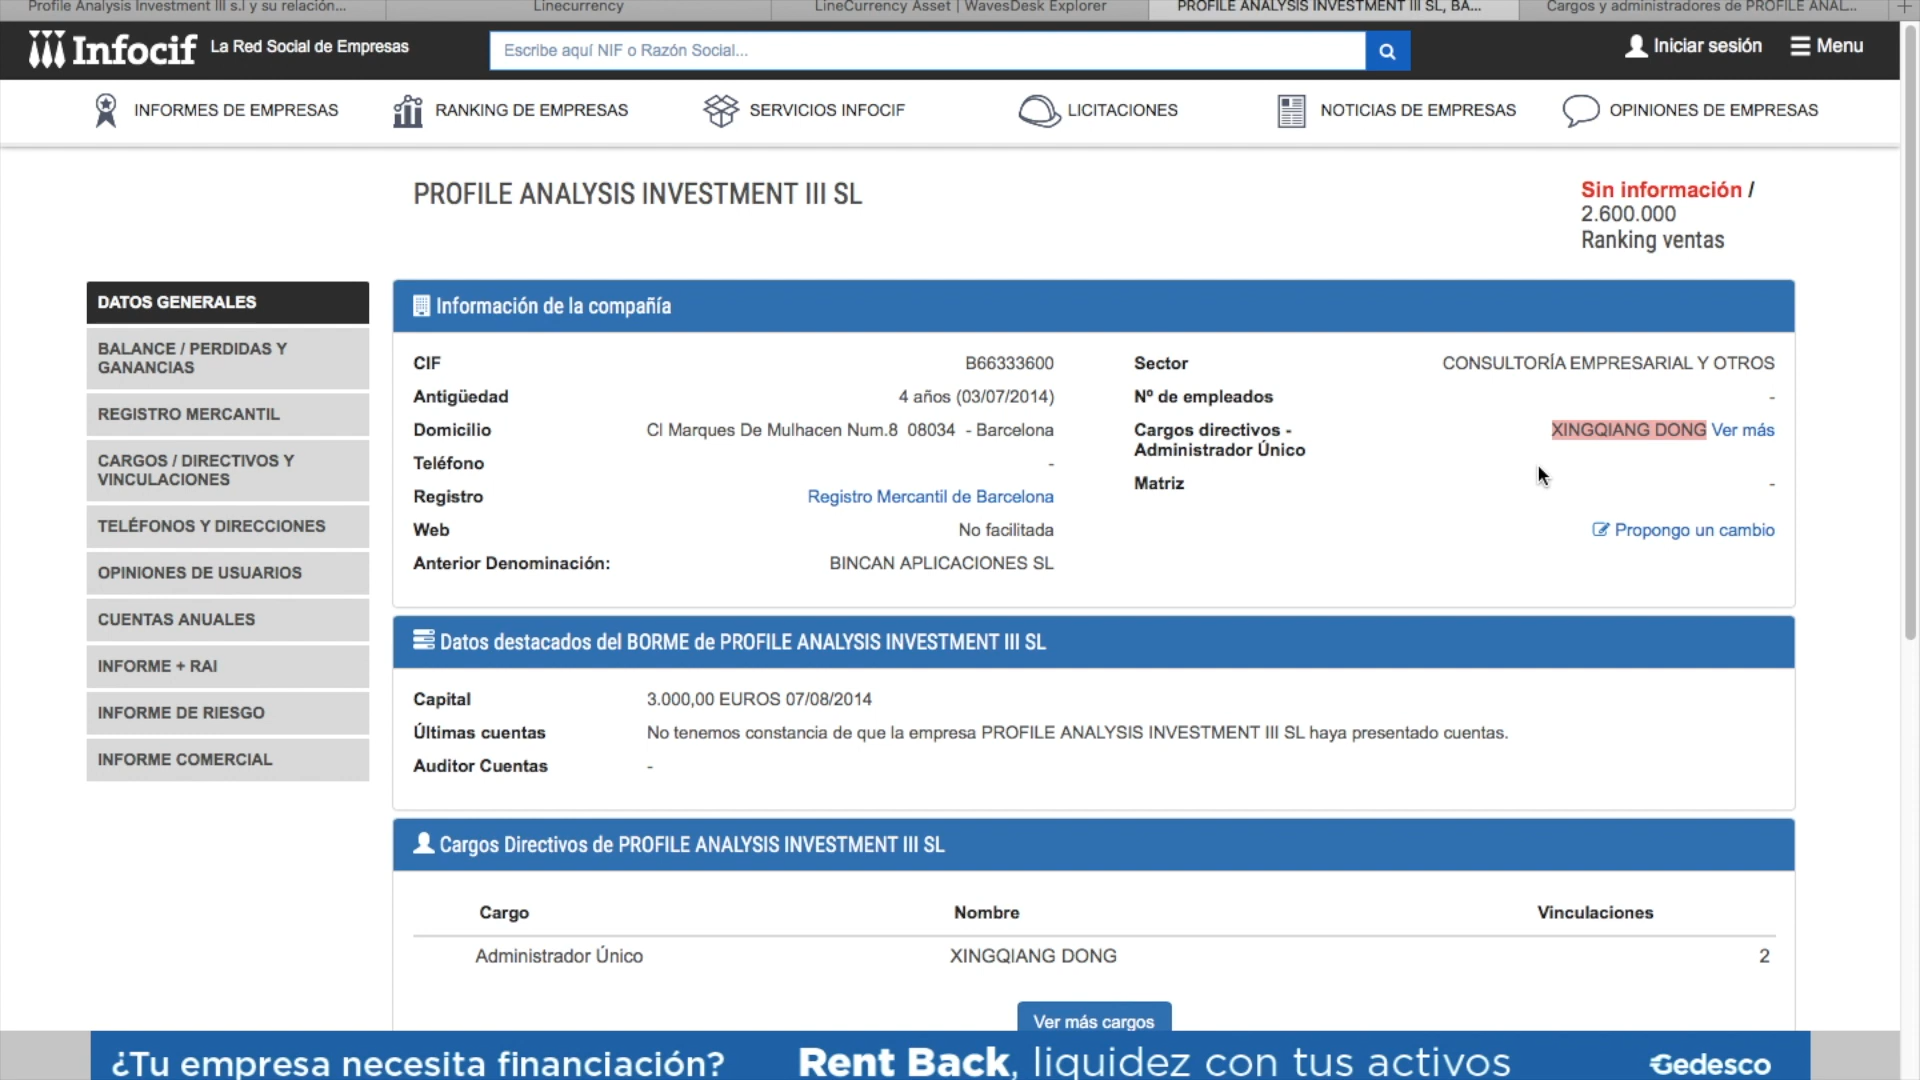 Profile Analysis Investment III s.l y su relación...
Linecurrency
LineCurrency Asset | WavesDesk Explorer
PROFILE ANALYSIS INVESTMENT III SL, BA...
Cargos y administradores de PROFILE ANAL...
Infocif La Red Social de Empresas
Escribe aquí NIF o Razón Social...
Iniciar sesión
Menu
INFORMES DE EMPRESAS
RANKING DE EMPRESAS
SERVICIOS INFOCIF
LICITACIONES
NOTICIAS DE EMPRESAS
OPINIONES DE EMPRESAS
PROFILE ANALYSIS INVESTMENT III SL
Sin información /
2.600.000
Ranking ventas
DATOS GENERALES
BALANCE / PERDIDAS Y
GANANCIAS
REGISTRO MERCANTIL
CARGOS / DIRECTIVOS Y
VINCULACIONES
TELÉFONOS Y DIRECCIONES
OPINIONES DE USUARIOS
CUENTAS ANUALES
INFORME + RAI
INFORME DE RIESGO
INFORME COMERCIAL
Información de la compañía
CIF B66333600
Antigüedad 4 años (03/07/2014)
Domicilio Cl Marques De Mulhacen Num.8 08034 - Barcelona
Teléfono -
Registro Registro Mercantil de Barcelona
Web No facilitada
Anterior Denominación: BINCAN APLICACIONES SL
Sector CONSULTORÍA EMPRESARIAL Y OTROS
Nº de empleados -
Cargos directivos - XINGQIANG DONG Ver más
Administrador Único
Matriz -
Propongo un cambio
Datos destacados del BORME de PROFILE ANALYSIS INVESTMENT III SL
Capital 3.000,00 EUROS 07/08/2014
Últimas cuentas No tenemos constancia de que la empresa PROFILE ANALYSIS INVESTMENT III SL haya presentado cuentas.
Auditor Cuentas -
Cargos Directivos de PROFILE ANALYSIS INVESTMENT III SL
Cargo Nombre Vinculaciones
Administrador Único XINGQIANG DONG 2
Ver más cargos
¿Tu empresa necesita financiación? Rent Back, liquidez con tus activos Gedesco